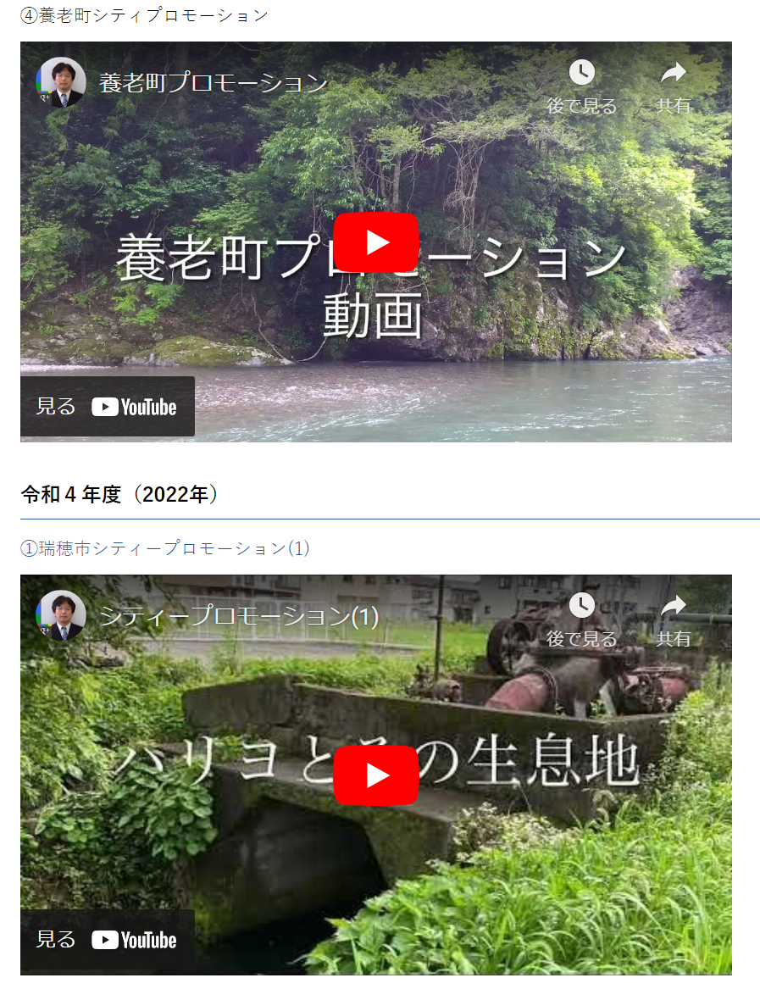 ④養老町シティプロモーション
養老町プロモーション
後で見る
共有
養老町プロモーション
動画
見る
YouTube
令和４年度（2022年）
①瑞穂市シティープロモーション(1)
シティープロモーション(1)
後で見る
共有
ハリヨとその生息地
見る
YouTube